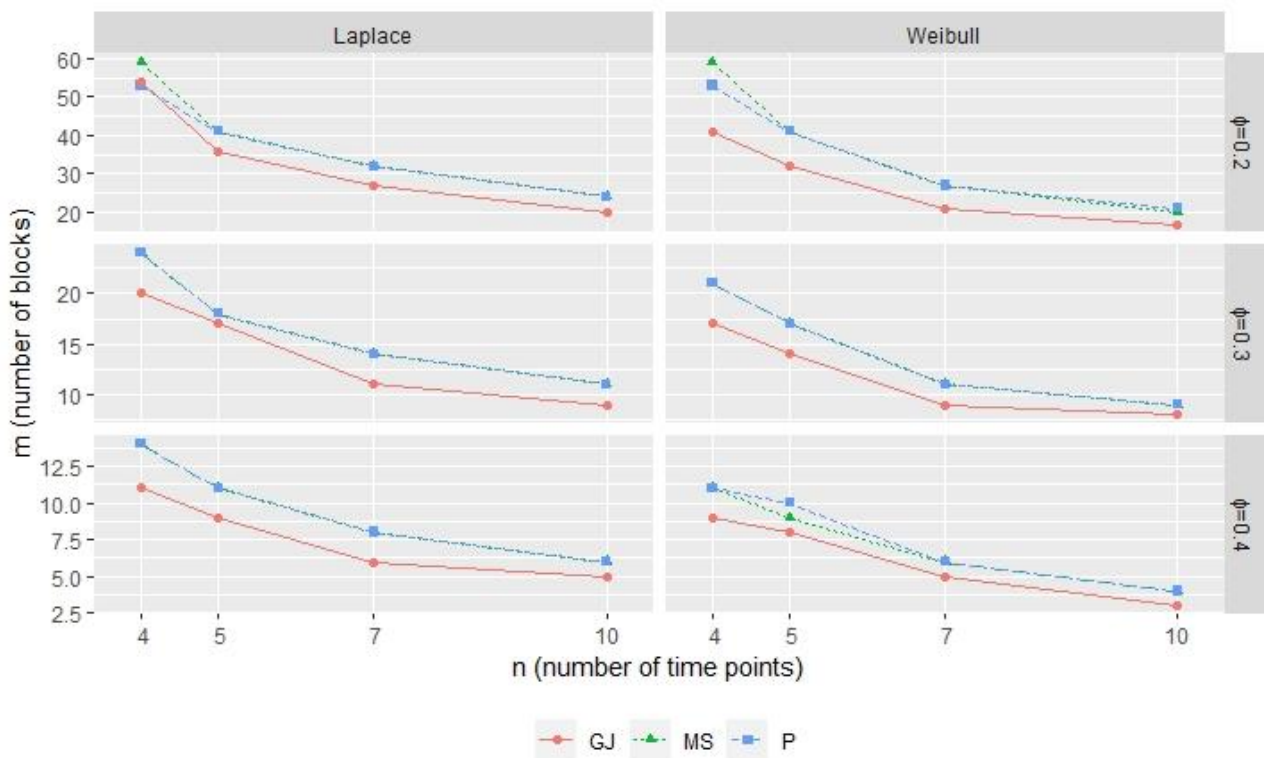 Laplace Weibull
60
50
40
30
20
ϕ=0.2
m (number of blocks)
20
15
10
ϕ=0.3
12.5
10.0
7.5
5.0
2.5
ϕ=0.4
4 5 7 10 4 5 7 10
n (number of time points)
GJ MS P